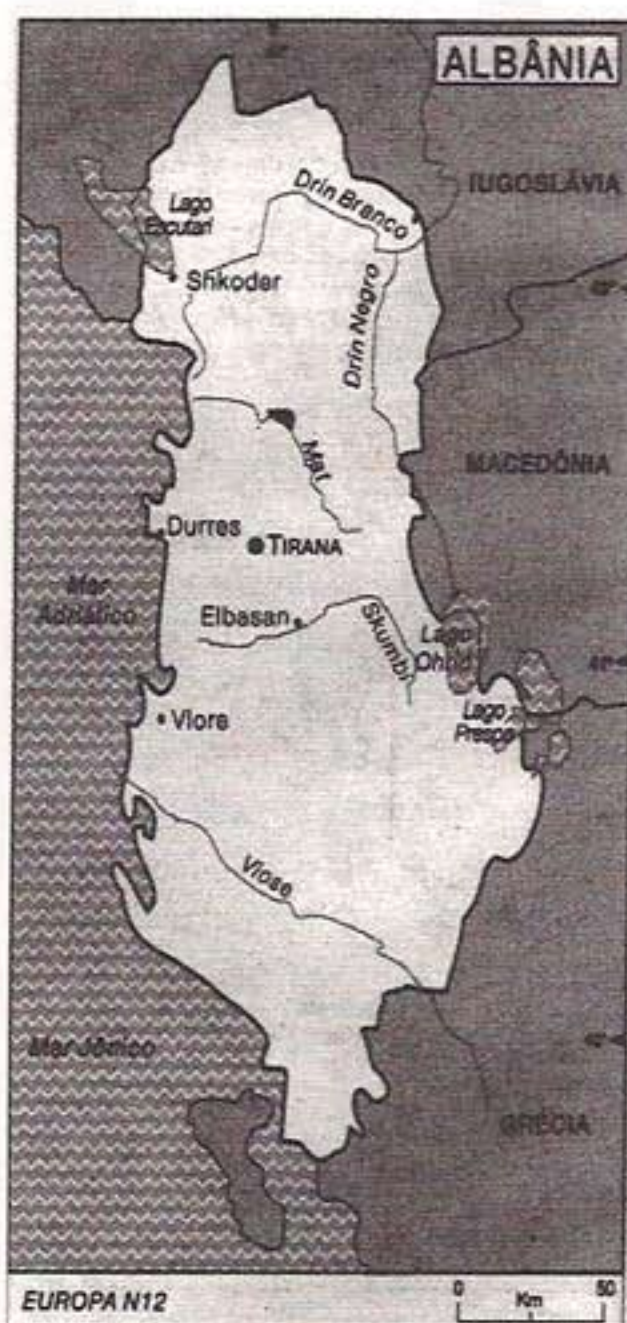 ALBÂNIA
IUGOSLÁVIA
Drin Branco
Lago
Escutari
Shkoder
Drin Negro
Mat
MACEDÔNIA
Durres
TIRANA
Mar
Adriático
Elbasan
Skumbi
Lago
Ohrid
Vlore
Lago
Prespa
Viose
Mar Jônico
GRÉCIA
EUROPA N12
0
50
Km